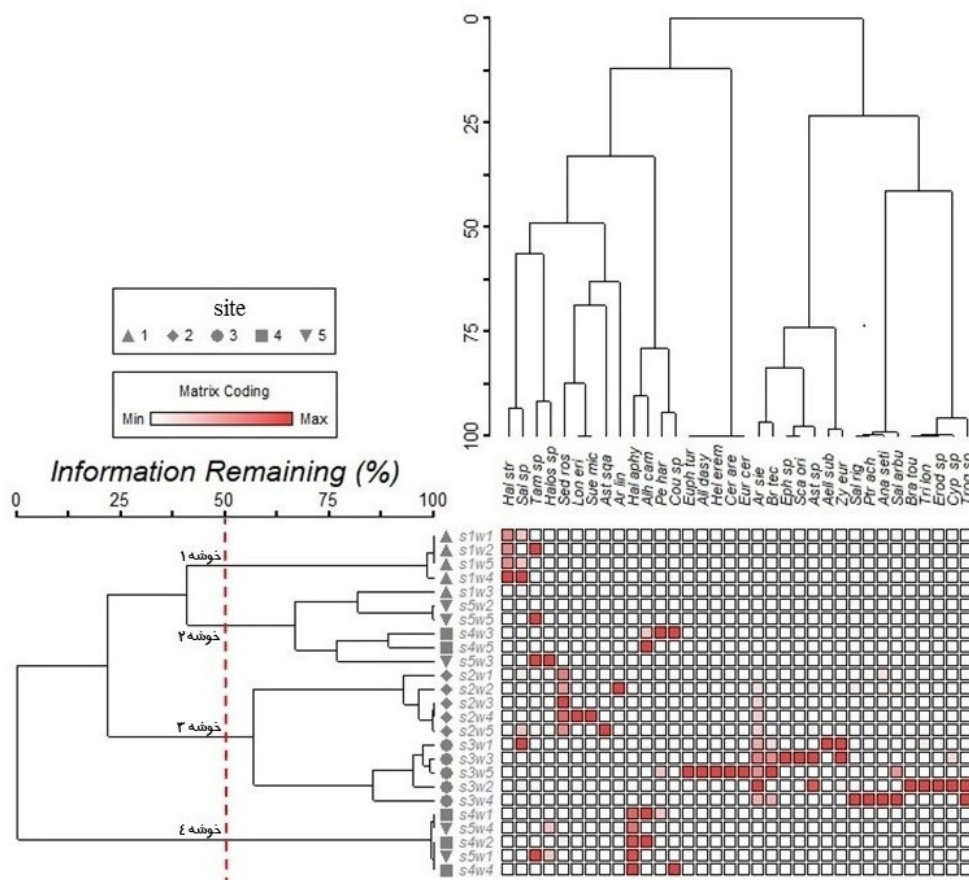 0
25
50
75
100
site
1 2 3 4 5
Matrix Coding
Min Max
Information Remaining (%)
0 25 50 75 100
Hal str
Sal sp
Tam sp
Halos sp
Sed ros
Lon eri
Sue mic
Ast sqa
Ar lin
Hal aphy
Alh cam
Pe har
Cou sp
Euph tur
All dasy
Hel erem
Cer are
Eur cer
Ar sie
Br tec
Eph sp
Sca ori
Ast sp
Aell sub
Zy eur
Sal rig
Ptr ach
Ana seti
Sal arbu
Bra tou
Tri lon
Erod sp
Cyp sp
Trag sp
خوشه ۱
خوشه ۲
خوشه ۳
خوشه ٤
s1w1
s1w2
s1w5
s1w4
s1w3
s5w2
s5w5
s4w3
s4w5
s5w3
s2w1
s2w2
s2w3
s2w4
s2w5
s3w1
s3w3
s3w5
s3w2
s3w4
s4w1
s5w4
s4w2
s5w1
s4w4